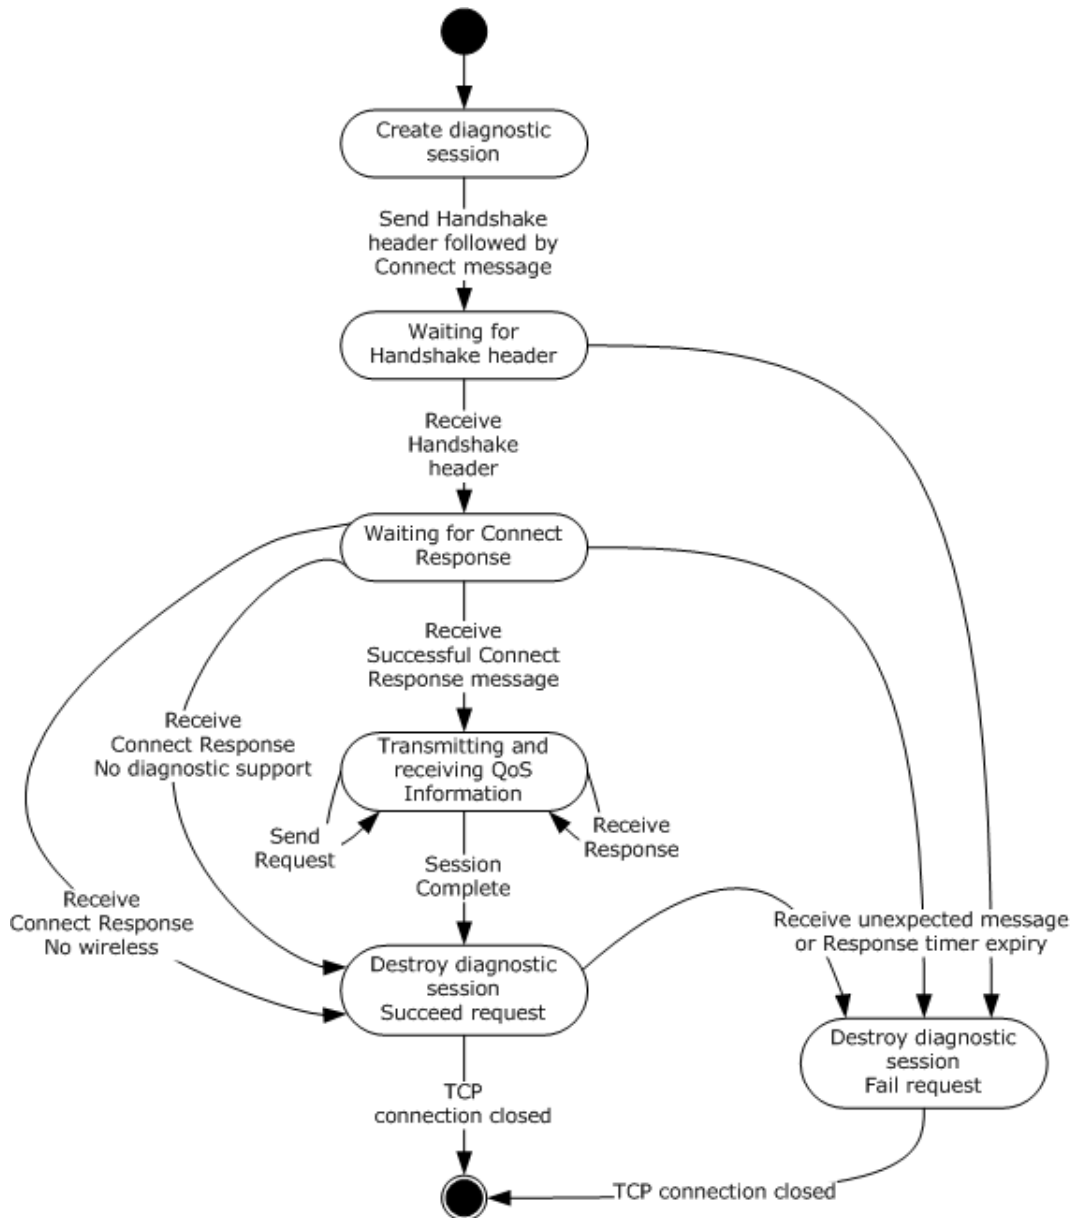 Create diagnostic
session
Send Handshake
header followed by
Connect message
Waiting for
Handshake header
Receive
Handshake
header
Waiting for Connect
Response
Receive
Successful Connect
Response message
Receive
Connect Response
No diagnostic support
Transmitting and
receiving QoS
Information
Send
Request
Receive
Response
Session
Complete
Receive
Connect Response
No wireless
Receive unexpected message
or Response timer expiry
Destroy diagnostic
session
Succeed request
Destroy diagnostic
session
Fail request
TCP
connection closed
TCP connection closed